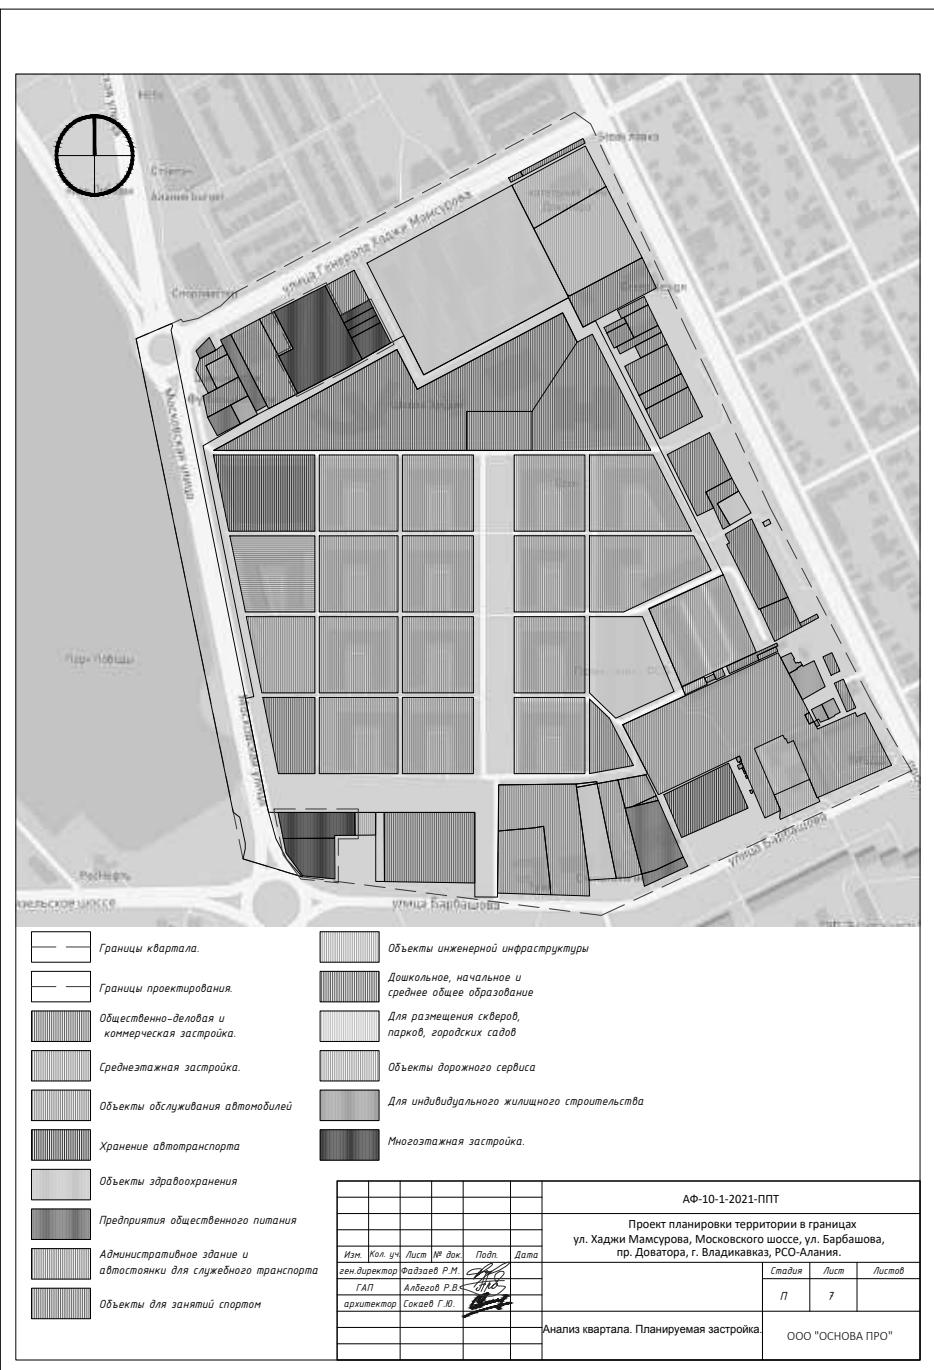 Спортивстен
улица Генерала Хаджи Мамсурова
Московская улица
Московская улица
Парк Победы
РосНефть
улица Барбашова
улица Барбашова
Границы квартала.
Границы проектирования.
Общественно-деловая и
коммерческая застройка.
Среднеэтажная застройка.
Объекты обслуживания автомобилей
Хранение автотранспорта
Объекты здравоохранения
Предприятия общественного питания
Административное здание и
автостоянки для служебного транспорта
Объекты для занятий спортом
Объекты инженерной инфраструктуры
Дошкольное, начальное и
среднее общее образование
Для размещения скверов,
парков, городских садов
Объекты дорожного сервиса
Для индивидуального жилищного строительства
Многоэтажная застройка.
АФ-10-1-2021-ППТ
Проект планировки территории в границах
ул. Хаджи Мамсурова, Московского шоссе, ул. Барбашова,
пр. Доватора, г. Владикавказ, РСО-Алания.
Изм. Кол. уч. Лист № док. Подп. Дата
ген.директор Фадзаев Р.М.
ГАП Албегов Р.В.
архитектор Сокаев Г.Ю.
Стадия Лист Листов
П 7
Анализ квартала. Планируемая застройка.
ООО "ОСНОВА ПРО"